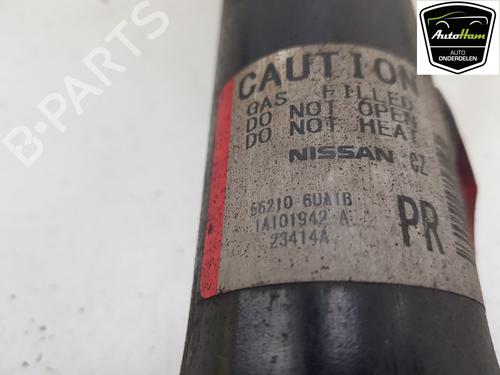 AutoHam
AUTO
ONDERDELEN
B-PARTS
CAUTION
GAS FILLED
DO NOT OPEN
DO NOT HEAT
NISSAN CZ
56210 6UA1B
1A101942 A
23414A
PR